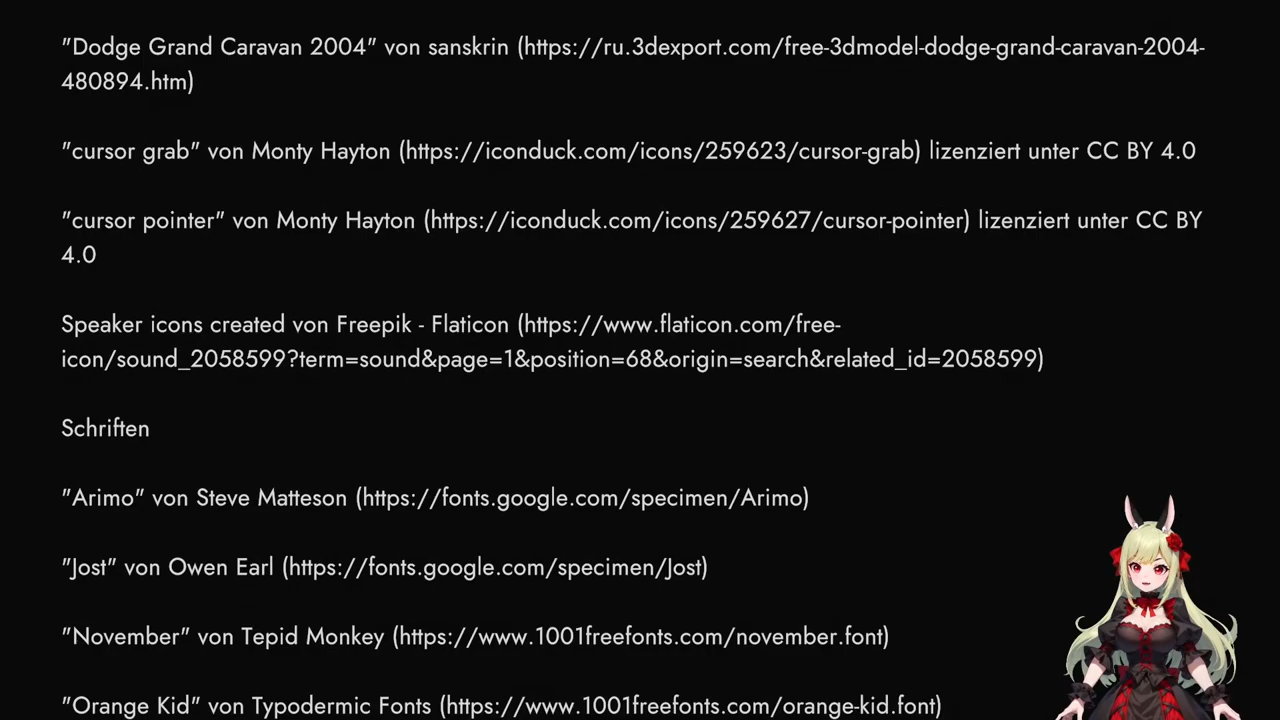 "Dodge Grand Caravan 2004" von sanskrin (https://ru.3dexport.com/free-3dmodel-dodge-grand-caravan-2004-
480894.htm)
"cursor grab" von Monty Hayton (https://iconduck.com/icons/259623/cursor-grab) lizenziert unter CC BY 4.0
"cursor pointer" von Monty Hayton (https://iconduck.com/icons/259627/cursor-pointer) lizenziert unter CC BY
4.0
Speaker icons created von Freepik - Flaticon (https://www.flaticon.com/free-
icon/sound_2058599?term=sound&page=1&position=68&origin=search&related_id=2058599)
Schriften
"Arimo" von Steve Matteson (https://fonts.google.com/specimen/Arimo)
"Jost" von Owen Earl (https://fonts.google.com/specimen/Jost)
"November" von Tepid Monkey (https://www.1001freefonts.com/november.font)
"Orange Kid" von Typodermic Fonts (https://www.1001freefonts.com/orange-kid.font)